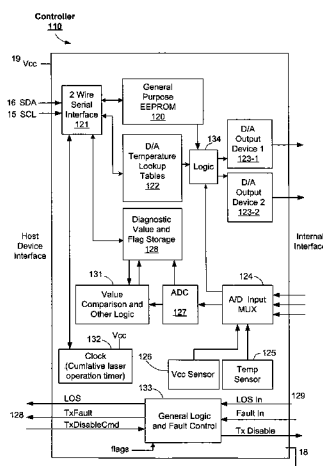 Controller
110
19 Vcc
16 SDA
15 SCL
2 Wire
Serial
Interface
121
General
Purpose
EEPROM
120
D/A
Temperature
Lookup
Tables
122
134
Logic
D/A
Output
Device 1
123-1
D/A
Output
Device 2
123-2
Diagnostic
Value and
Flag Storage
128
Host
Device
Interface
Internal
Interface
131
Value
Comparison and
Other Logic
ADC
127
124
A/D Input
MUX
132
Vcc
Clock
(Cumlative laser
operation timer)
126
Vcc Sensor
125
Temp
Sensor
133
General Logic
and Fault Control
LOS
128
TxFault
TxDisableCmd
flags
LOS In
129
Fault In
Tx Disable
18